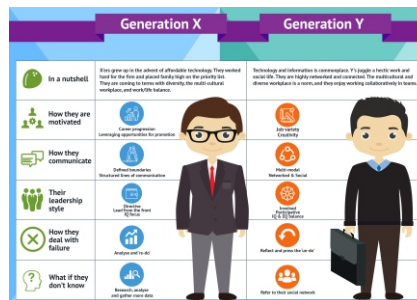 Generation X
Generation Y
In a nutshell
X'ers grew up in the advent of affordable technology. They worked
hard for the firm and placed family high on the priority list.
They are coming to terms with diversity, the multi-cultural
workplace, and work/life balance.
Technology and information is commonplace. Y's juggle a hectic work and
social life. They are highly networked and connected. The multicultural and
diverse workplace is a norm, and they enjoy working collaboratively in teams.
How they are
motivated
Career progression
Leveraging opportunities for promotion
Job variety
Creativity
How they
communicate
Defined boundaries
Structured lines of communication
Multi-modal
Networked & Social
Their
leadership
style
Directive
Lead from the front
IQ focus
Involved
Participative
IQ & EQ balance
How they
deal with
failure
Analyse and 're-do'
Reflect and press the 're-do'
What if they
don't know
Research, analyse
and gather more data
Refer to their social network